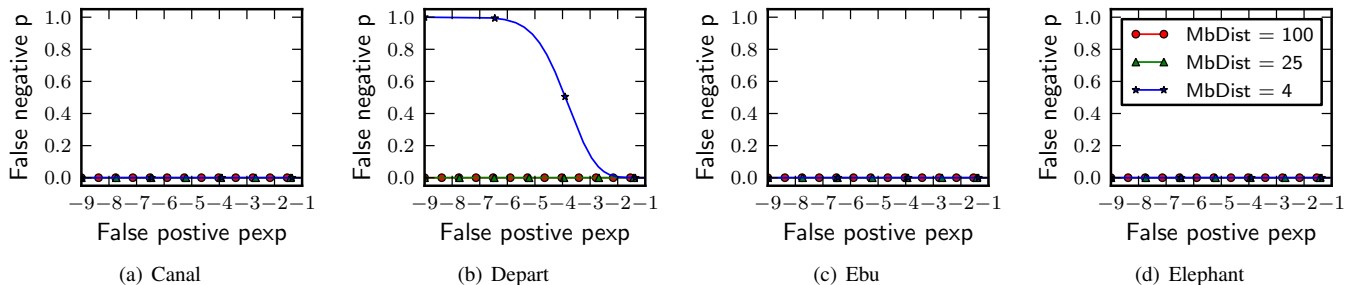 False negative p
1.0
0.8
0.6
0.4
0.2
0.0
−9−8−7−6−5−4−3−2−1
False postive pexp
(a) Canal
False negative p
1.0
0.8
0.6
0.4
0.2
0.0
−9−8−7−6−5−4−3−2−1
False postive pexp
(b) Depart
False negative p
1.0
0.8
0.6
0.4
0.2
0.0
−9−8−7−6−5−4−3−2−1
False postive pexp
(c) Ebu
False negative p
1.0
0.8
0.6
0.4
0.2
0.0
MbDist = 100
MbDist = 25
MbDist = 4
−9−8−7−6−5−4−3−2−1
False postive pexp
(d) Elephant